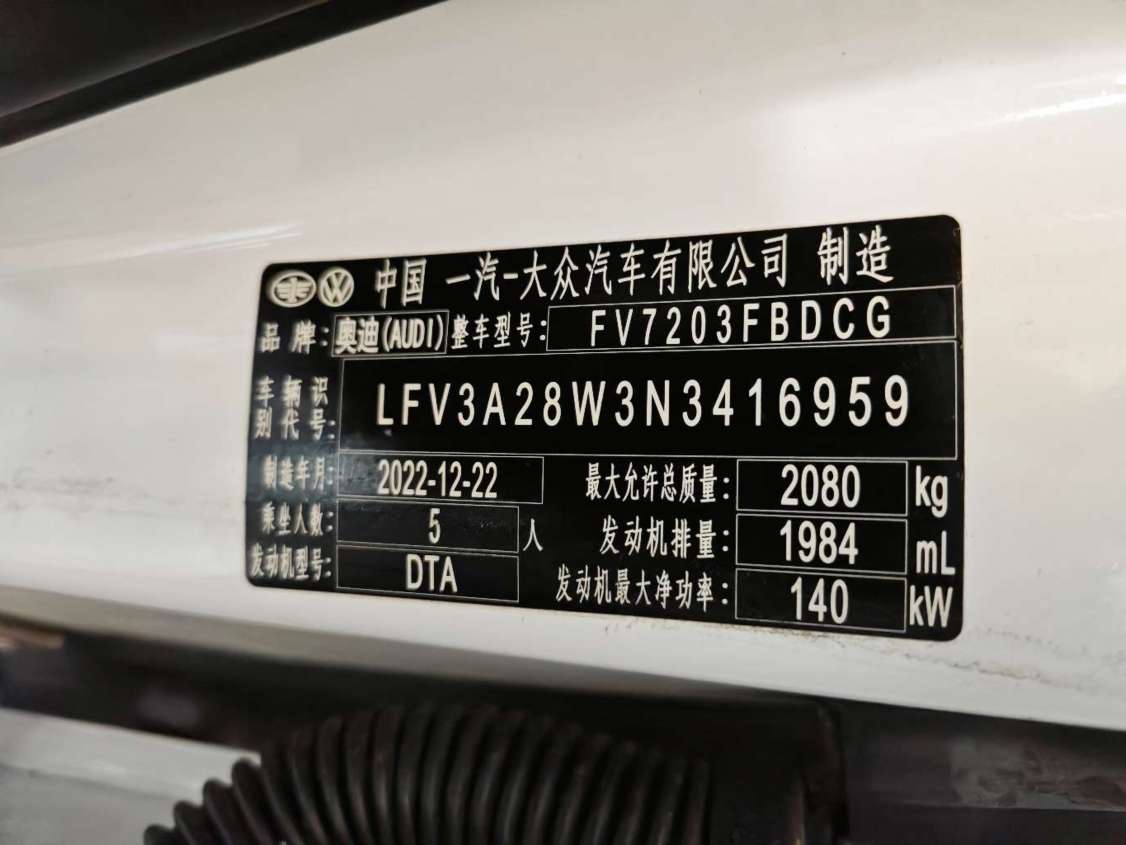 中国 一汽-大众汽车有限公司 制造
品牌: 奥迪(AUDI) 整车型号: FV7203FBDCG
车辆识别代号: LFV3A28W3N3416959
制造年月: 2022-12-22 最大允许总质量: 2080 kg
乘坐人数: 5 人 发动机排量: 1984 mL
发动机型号: DTA 发动机最大净功率: 140 kW